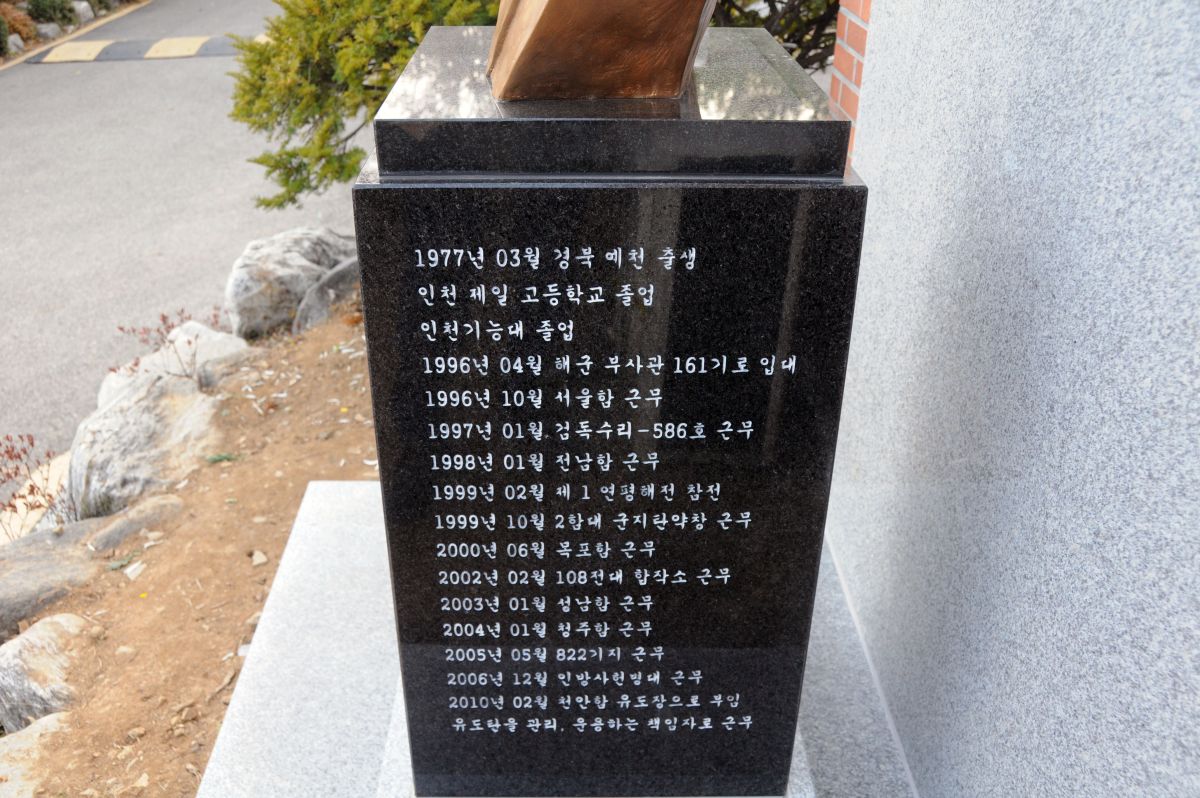 1977년 03월 경북 예천 출생
인천 제일 고등학교 졸업
인천기능대 졸업
1996년 04월 해군 부사관 161기로 입대
1996년 10월 서울함 근무
1997년 01월 검독수리-586호 근무
1998년 01월 전남함 근무
1999년 02월 제 1 연평해전 참전
1999년 10월 2함대 군지탄약창 근무
2000년 06월 목포함 근무
2002년 02월 108전대 합작소 근무
2003년 01월 성남함 근무
2004년 01월 청주함 근무
2005년 05월 822기지 근무
2006년 12월 인방사헌병대 근무
2010년 02월 천안함 유도장으로 부임
유도탄을 관리, 운용하는 책임자로 근무